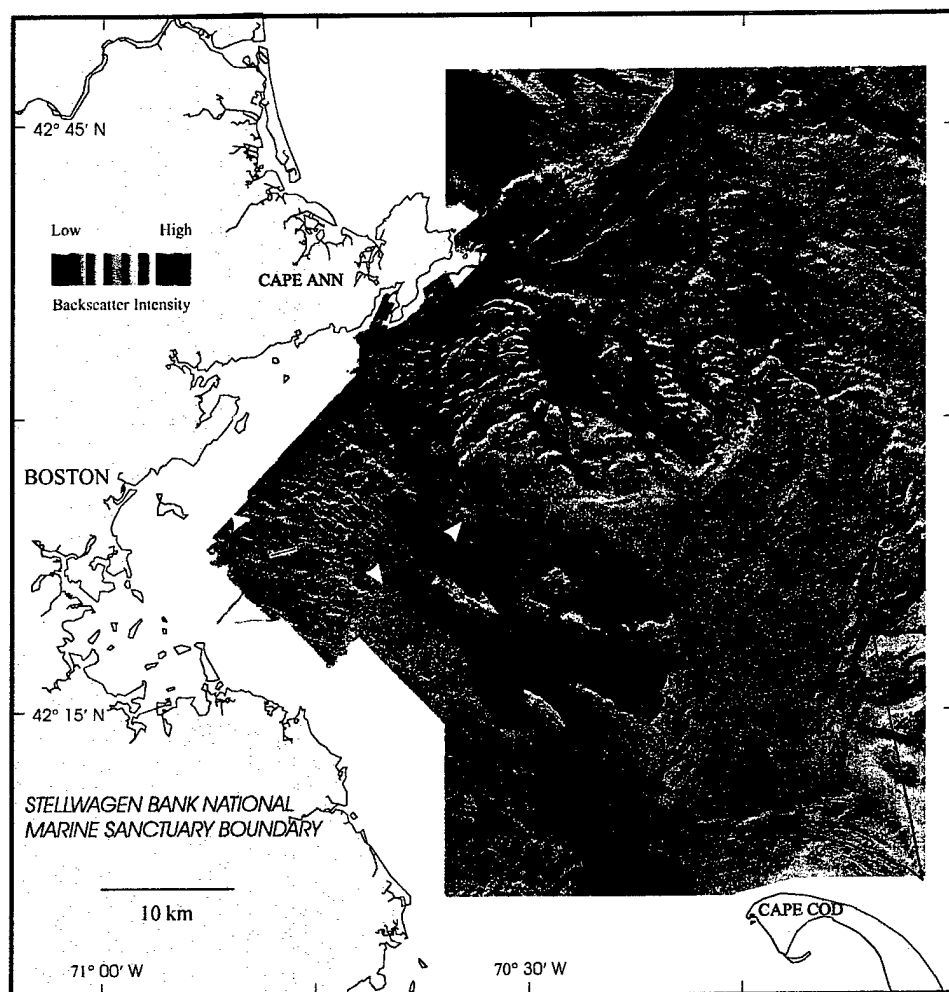 42° 45' N
Low High
CAPE ANN
Backscatter Intensity
BOSTON
42° 15' N
STELLWAGEN BANK NATIONAL
MARINE SANCTUARY BOUNDARY
10 km
CAPE COD
71° 00' W
70° 30' W